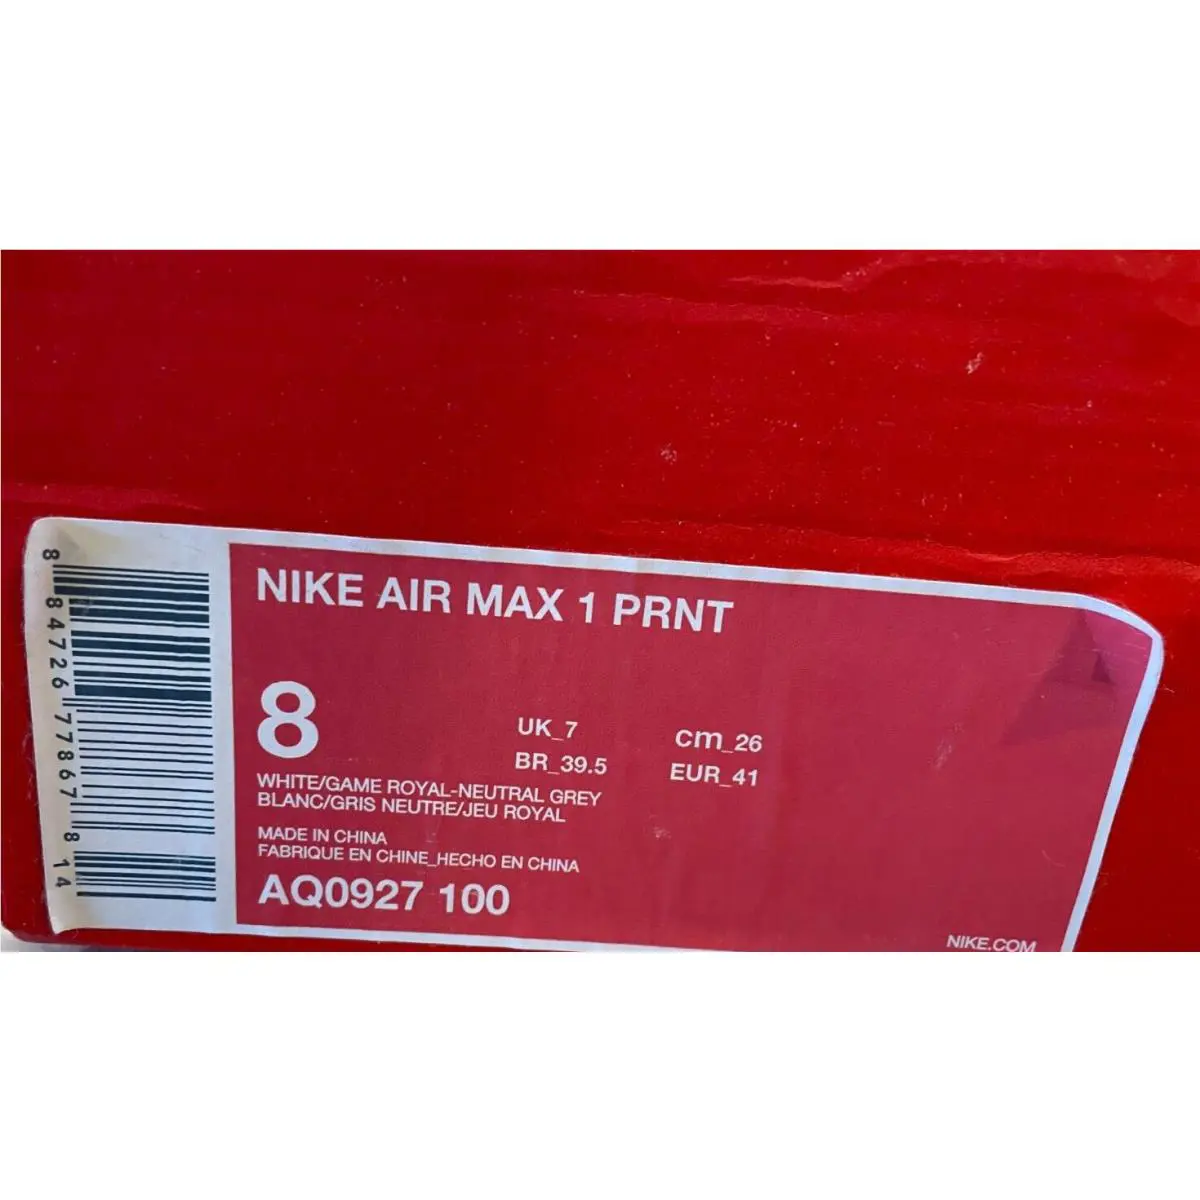 NIKE AIR MAX 1 PRNT
8
UK_7 cm_26
BR_39.5 EUR_41
WHITE/GAME ROYAL-NEUTRAL GREY
BLANC/GRIS NEUTRE/JEU ROYAL
MADE IN CHINA
FABRIQUE EN CHINE_HECHO EN CHINA
AQ0927 100
NIKE.COM
8 84726 77867 8 14